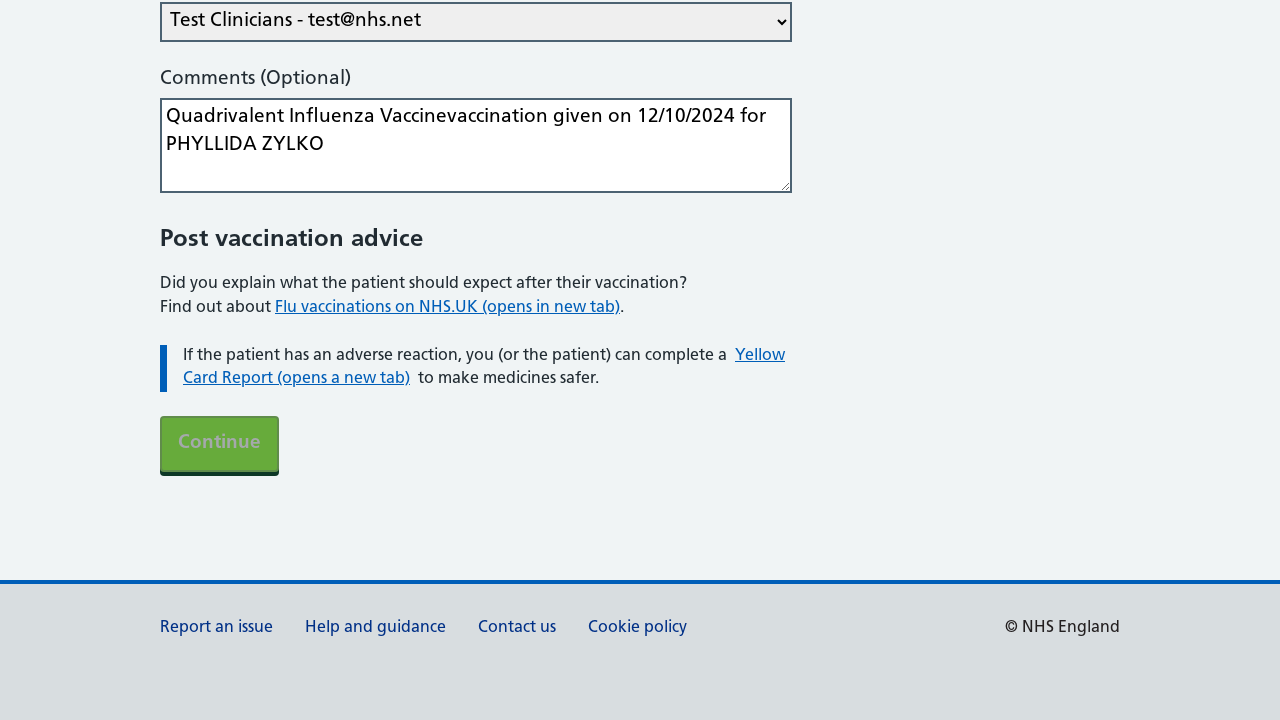 Test Clinicians - test@nhs.net
Comments (Optional)
Quadrivalent Influenza Vaccinevaccination given on 12/10/2024 for
PHYLLIDA ZYLKO
Post vaccination advice
Did you explain what the patient should expect after their vaccination?
Find out about Flu vaccinations on NHS.UK (opens in new tab).
If the patient has an adverse reaction, you (or the patient) can complete a Yellow
Card Report (opens a new tab) to make medicines safer.
Continue
Report an issue Help and guidance Contact us Cookie policy © NHS England